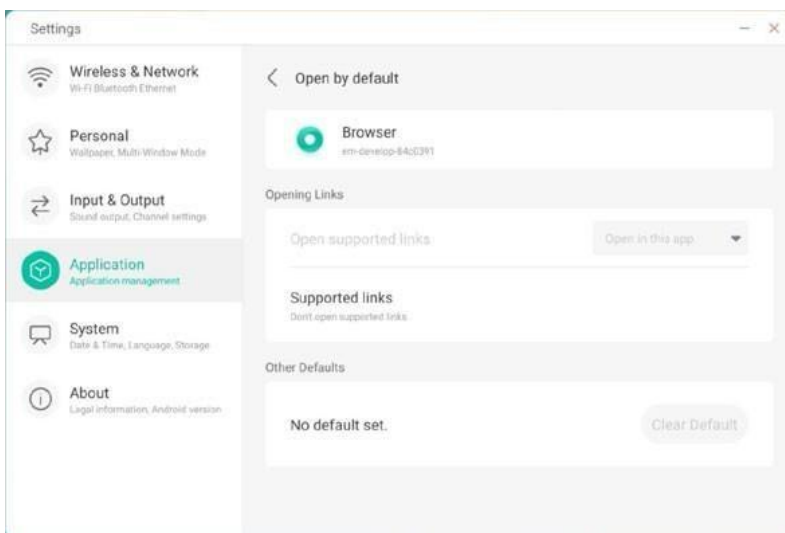 Settings
Wireless & Network
Wi-Fi Bluetooth Ethernet
Personal
Wallpaper, Multi-Window Mode
Input & Output
Sound output, Channel settings
Application
Application management
System
Date & Time, Language, Storage
About
Legal information, Android version
Open by default
Browser
em-develop-84c0391
Opening Links
Open supported links
Open in this app
Supported links
Don't open supported links
Other Defaults
No default set.
Clear Default